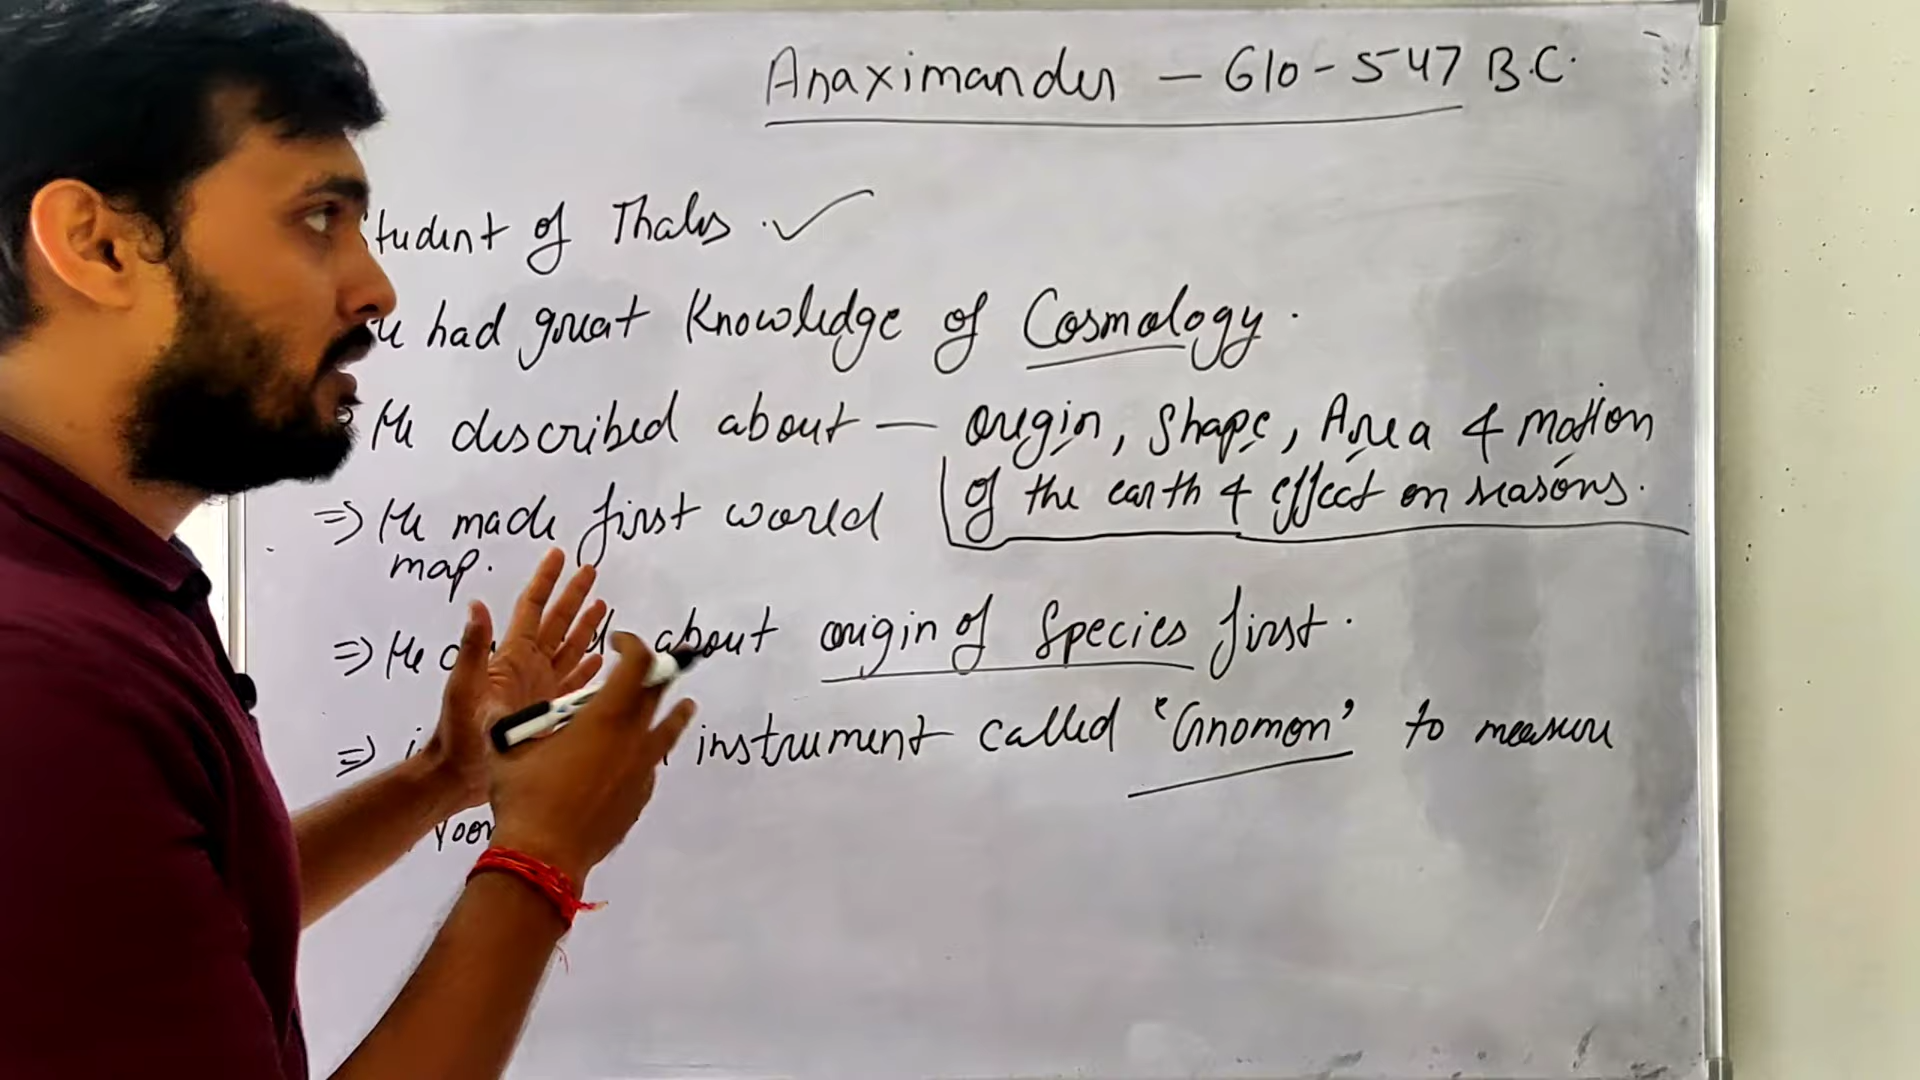 Anaximander – 610 - 547 B.C.
Student of Thales.
had great Knowledge of Cosmology.
He described about – origin, Shape, Area & motion
of the earth & effect on seasons.
⇒ He made first world
map.
⇒ He about origin of Species first.
⇒ instrument called 'Gnomon' to measure